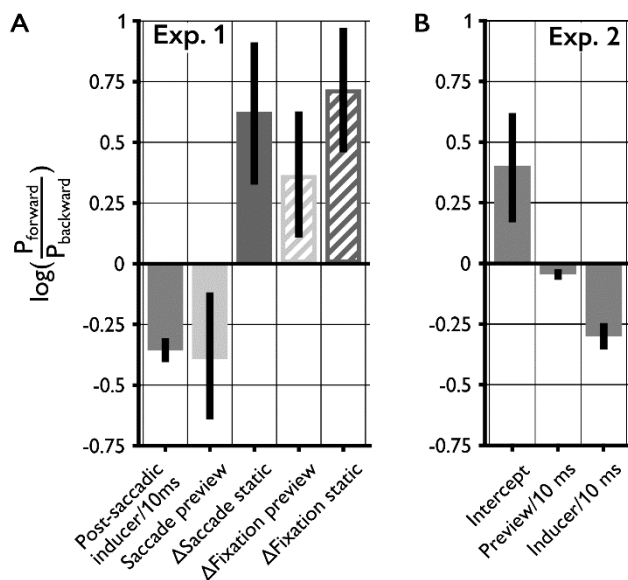 A
Exp. 1
B
Exp. 2
log(P forward / P backward)
1
0.75
0.5
0.25
0
-0.25
-0.5
-0.75
Post-saccadic
inducer/10ms
Saccade preview
ΔSaccade static
ΔFixation preview
ΔFixation static
1
0.75
0.5
0.25
0
-0.25
-0.5
-0.75
Intercept
Preview/10 ms
Inducer/10 ms